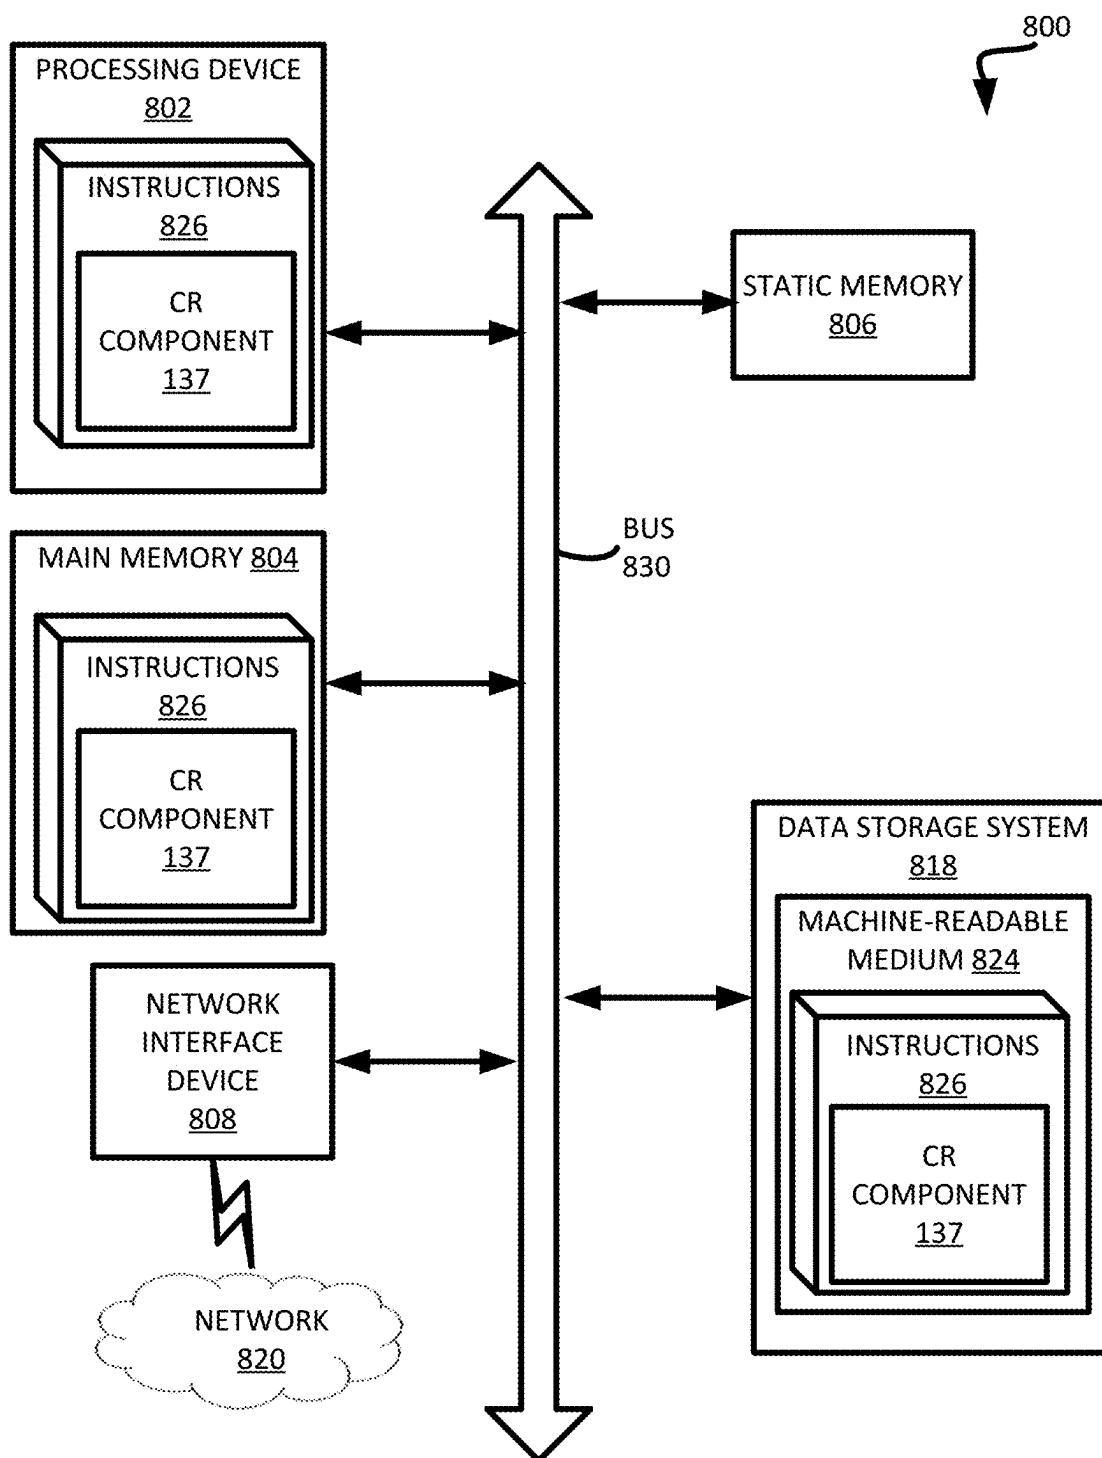 800
PROCESSING DEVICE
802
INSTRUCTIONS
826
CR
COMPONENT
137
STATIC MEMORY
806
BUS
830
MAIN MEMORY 804
INSTRUCTIONS
826
CR
COMPONENT
137
DATA STORAGE SYSTEM
818
MACHINE-READABLE
MEDIUM 824
INSTRUCTIONS
826
CR
COMPONENT
137
NETWORK
INTERFACE
DEVICE
808
NETWORK
820